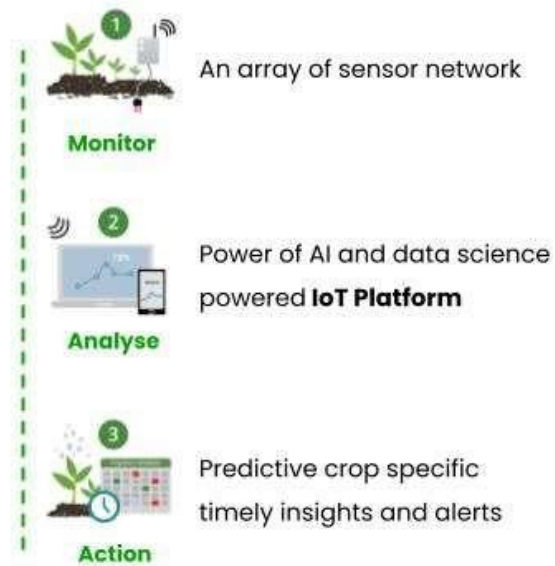 1
An array of sensor network
Monitor
2
Power of AI and data science
powered IoT Platform
Analyse
3
Predictive crop specific
timely insights and alerts
Action